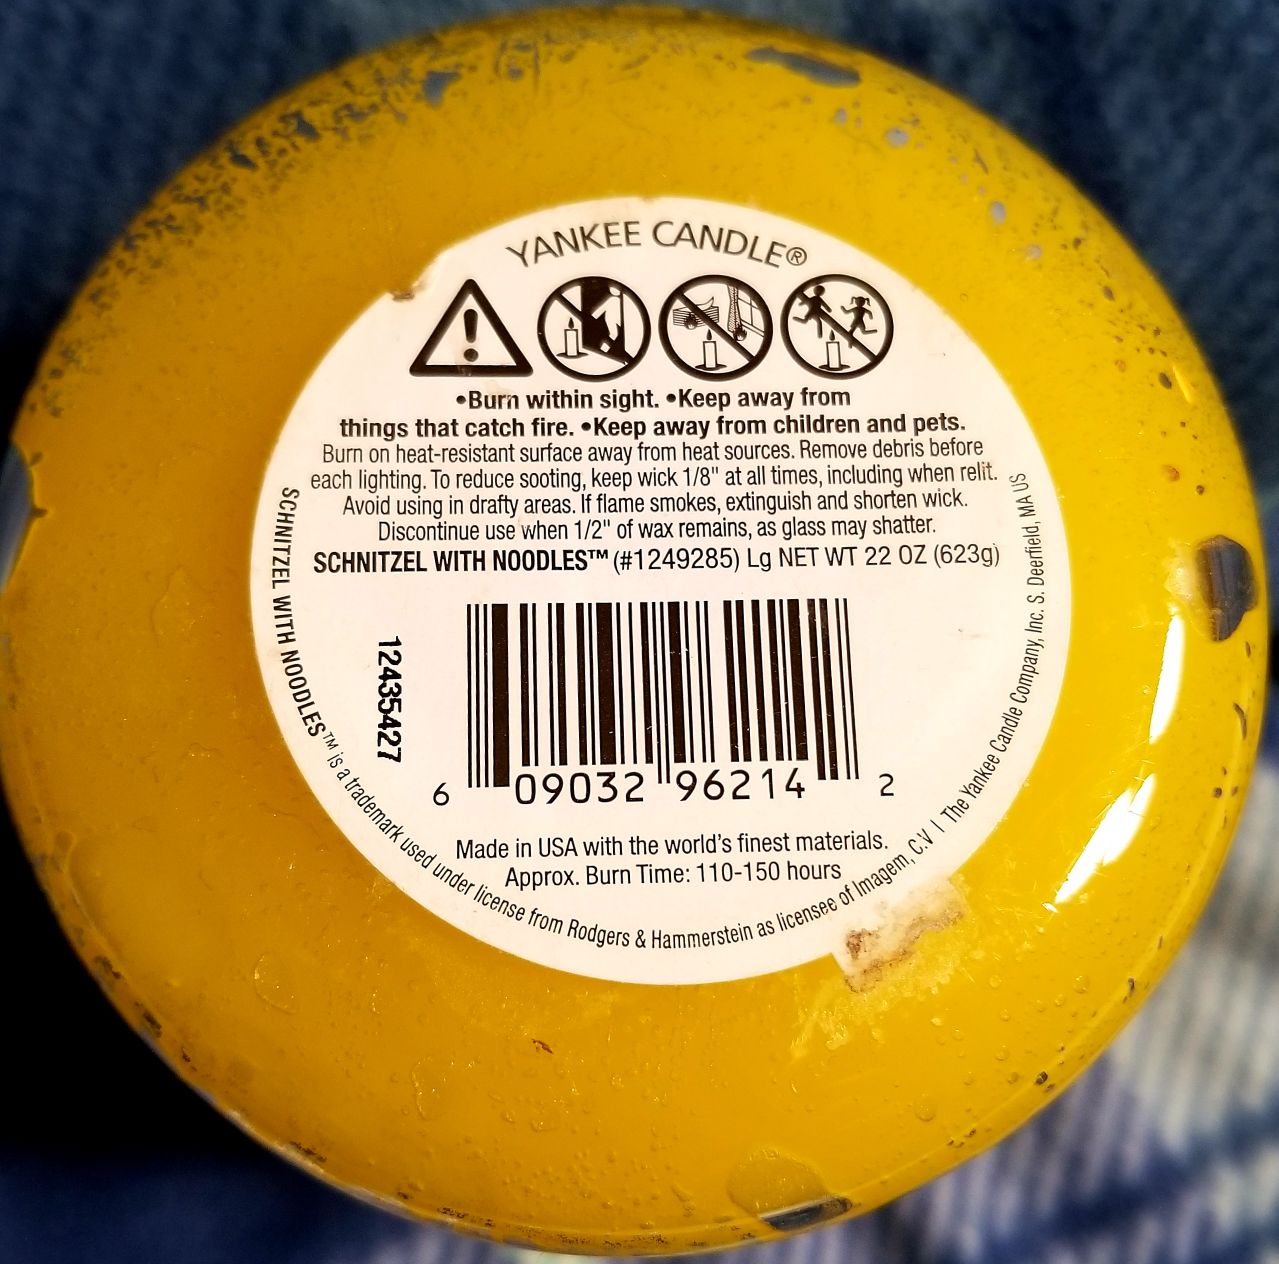 YANKEE CANDLE®
•Burn within sight. •Keep away from
things that catch fire. •Keep away from children and pets.
Burn on heat-resistant surface away from heat sources. Remove debris before
each lighting. To reduce sooting, keep wick 1/8" at all times, including when relit.
Avoid using in drafty areas. If flame smokes, extinguish and shorten wick.
Discontinue use when 1/2" of wax remains, as glass may shatter.
SCHNITZEL WITH NOODLES™ (#1249285) Lg NET WT 22 OZ (623g)
12435427
6 09032 96214 2
Made in USA with the world's finest materials.
Approx. Burn Time: 110-150 hours
SCHNITZEL WITH NOODLES™ is a trademark used under license from Rodgers & Hammerstein as licensee of Imagem, C.V | The Yankee Candle Company, Inc. S. Deerfield, MA US